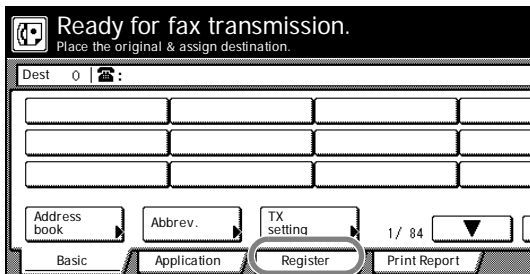 Ready for fax transmission.
Place the original & assign destination.
Dest 0 :
Address book
Abbrev.
TX setting
1/ 84
Basic
Application
Register
Print Report